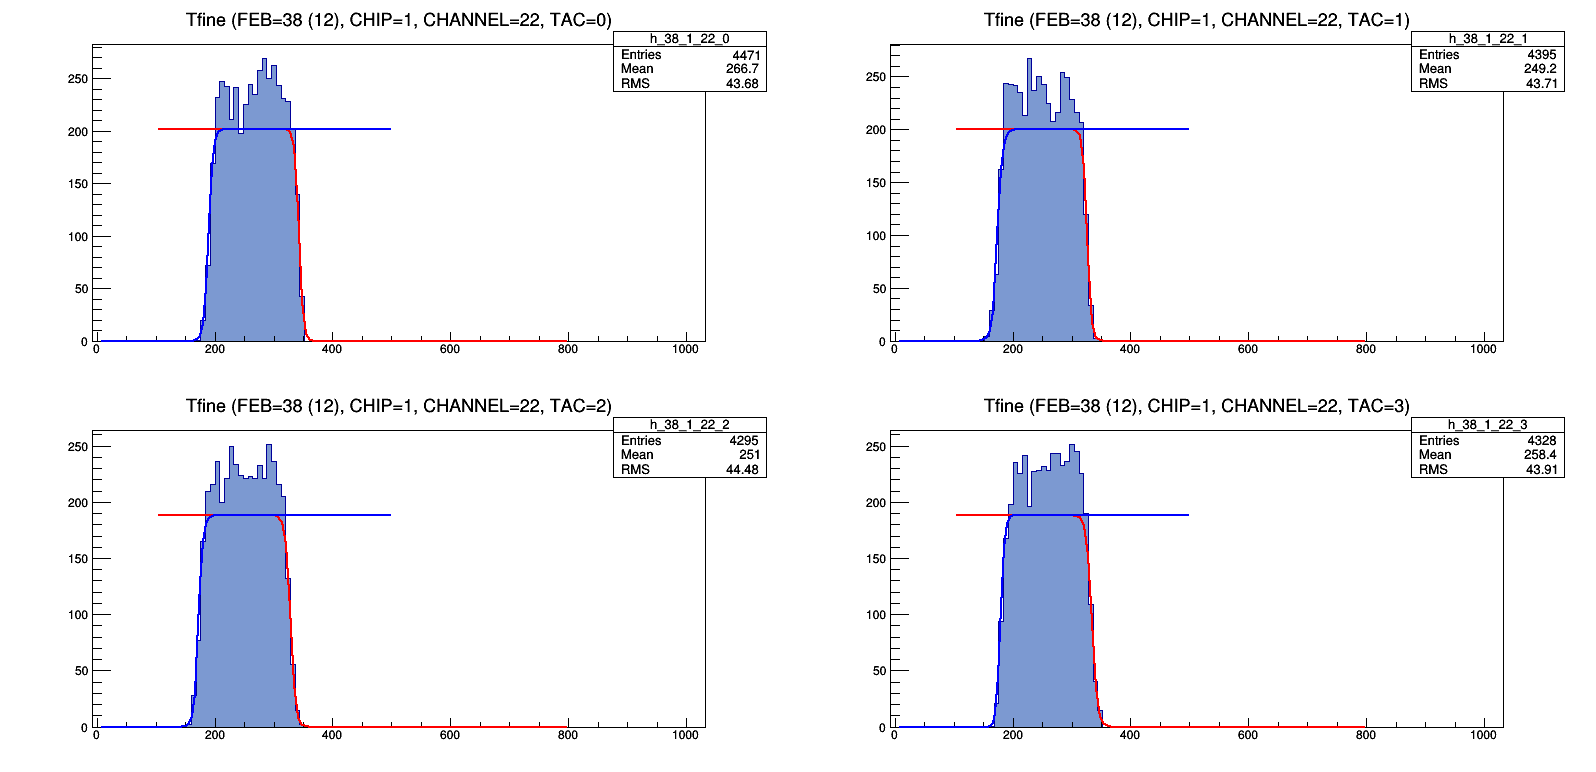 Tfine (FEB=38 (12), CHIP=1, CHANNEL=22, TAC=0)
h_38_1_22_0
Entries 4471
Mean 266.7
RMS 43.68
250
200
150
100
50
0
0 200 400 600 800 1000
Tfine (FEB=38 (12), CHIP=1, CHANNEL=22, TAC=1)
h_38_1_22_1
Entries 4395
Mean 249.2
RMS 43.71
250
200
150
100
50
0
0 200 400 600 800 1000
Tfine (FEB=38 (12), CHIP=1, CHANNEL=22, TAC=2)
h_38_1_22_2
Entries 4295
Mean 251
RMS 44.48
250
200
150
100
50
0
0 200 400 600 800 1000
Tfine (FEB=38 (12), CHIP=1, CHANNEL=22, TAC=3)
h_38_1_22_3
Entries 4328
Mean 258.4
RMS 43.91
250
200
150
100
50
0
0 200 400 600 800 1000